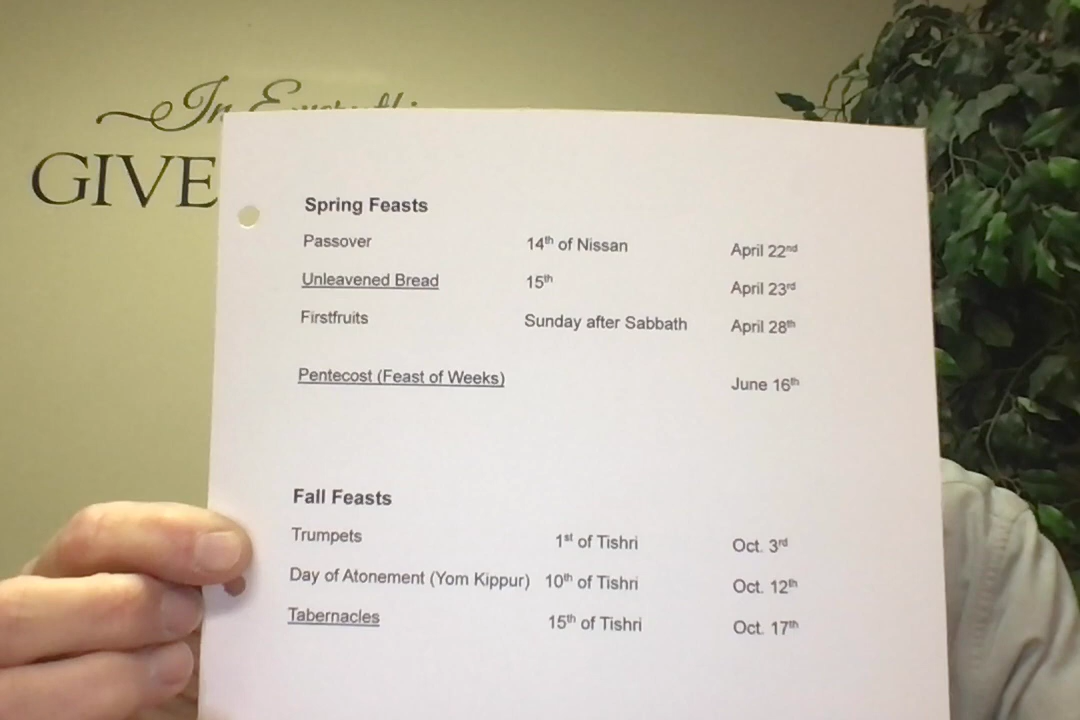 In
GIVE
Spring Feasts
Passover 14th of Nissan April 22nd
Unleavened Bread 15th April 23rd
Firstfruits Sunday after Sabbath April 28th
Pentecost (Feast of Weeks) June 16th
Fall Feasts
Trumpets 1st of Tishri Oct. 3rd
Day of Atonement (Yom Kippur) 10th of Tishri Oct. 12th
Tabernacles 15th of Tishri Oct. 17th